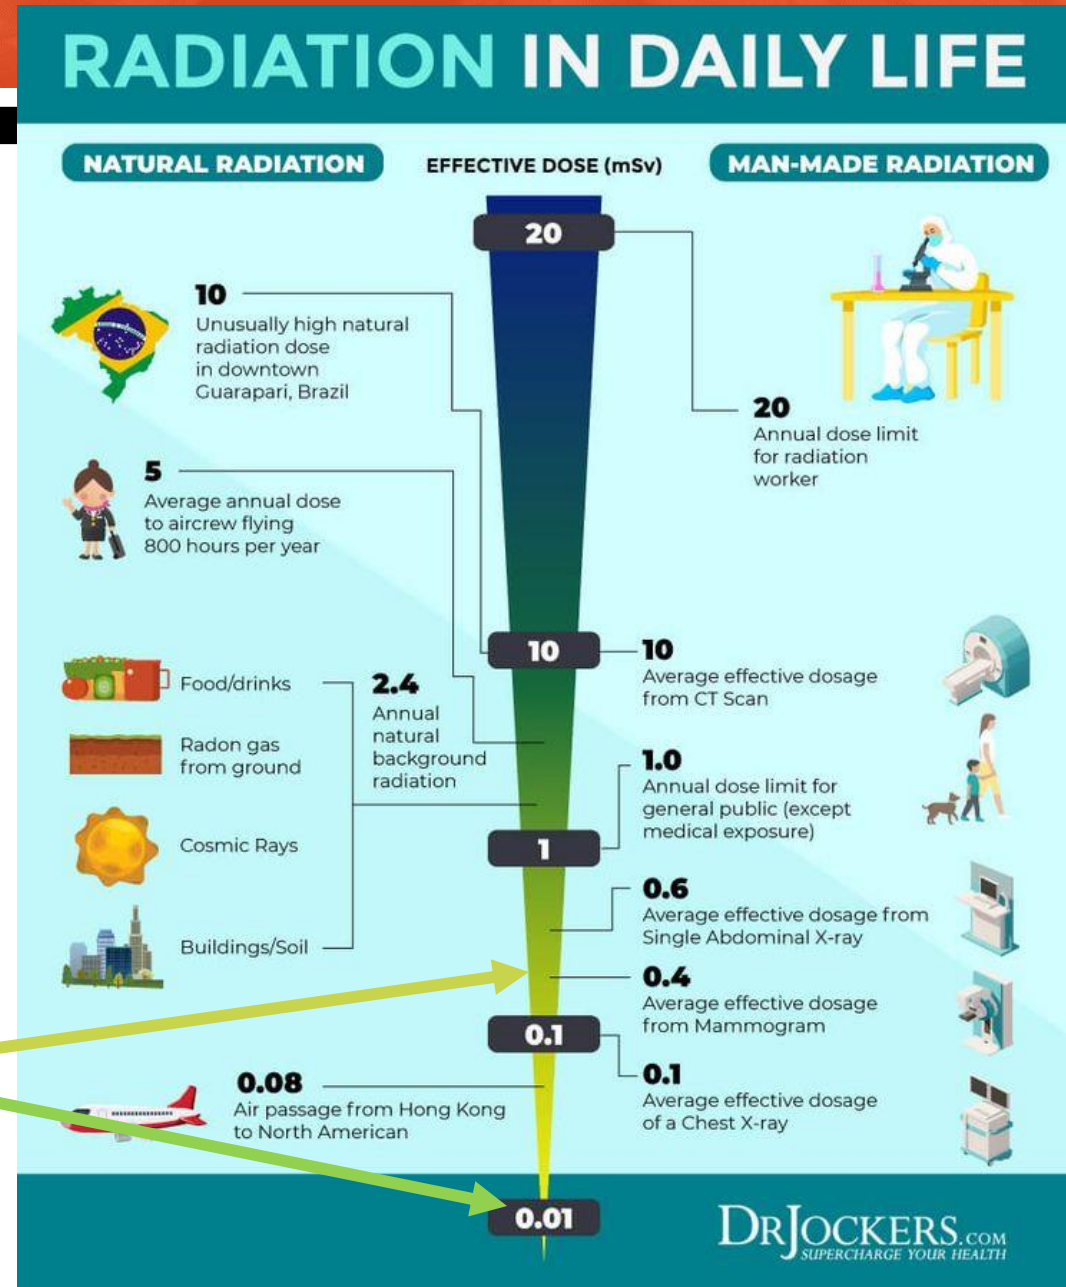 RADIATION IN DAILY LIFE
NATURAL RADIATION
EFFECTIVE DOSE (mSv)
MAN-MADE RADIATION
20
10
Unusually high natural
radiation dose
in downtown
Guarapari, Brazil
20
Annual dose limit
for radiation
worker
5
Average annual dose
to aircrew flying
800 hours per year
10
10
Average effective dosage
from CT Scan
Food/drinks
Radon gas
from ground
Cosmic Rays
Buildings/Soil
2.4
Annual
natural
background
radiation
1.0
Annual dose limit for
general public (except
medical exposure)
1
0.6
Average effective dosage from
Single Abdominal X-ray
0.4
Average effective dosage
from Mammogram
0.1
0.1
Average effective dosage
of a Chest X-ray
0.08
Air passage from Hong Kong
to North American
0.01
DRJOCKERS.COM
SUPERCHARGE YOUR HEALTH